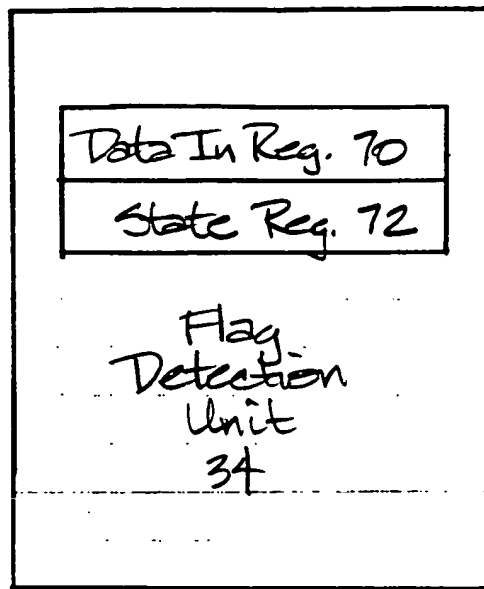 Data In Reg. 70
State Reg. 72
Flag
Detection
Unit
34